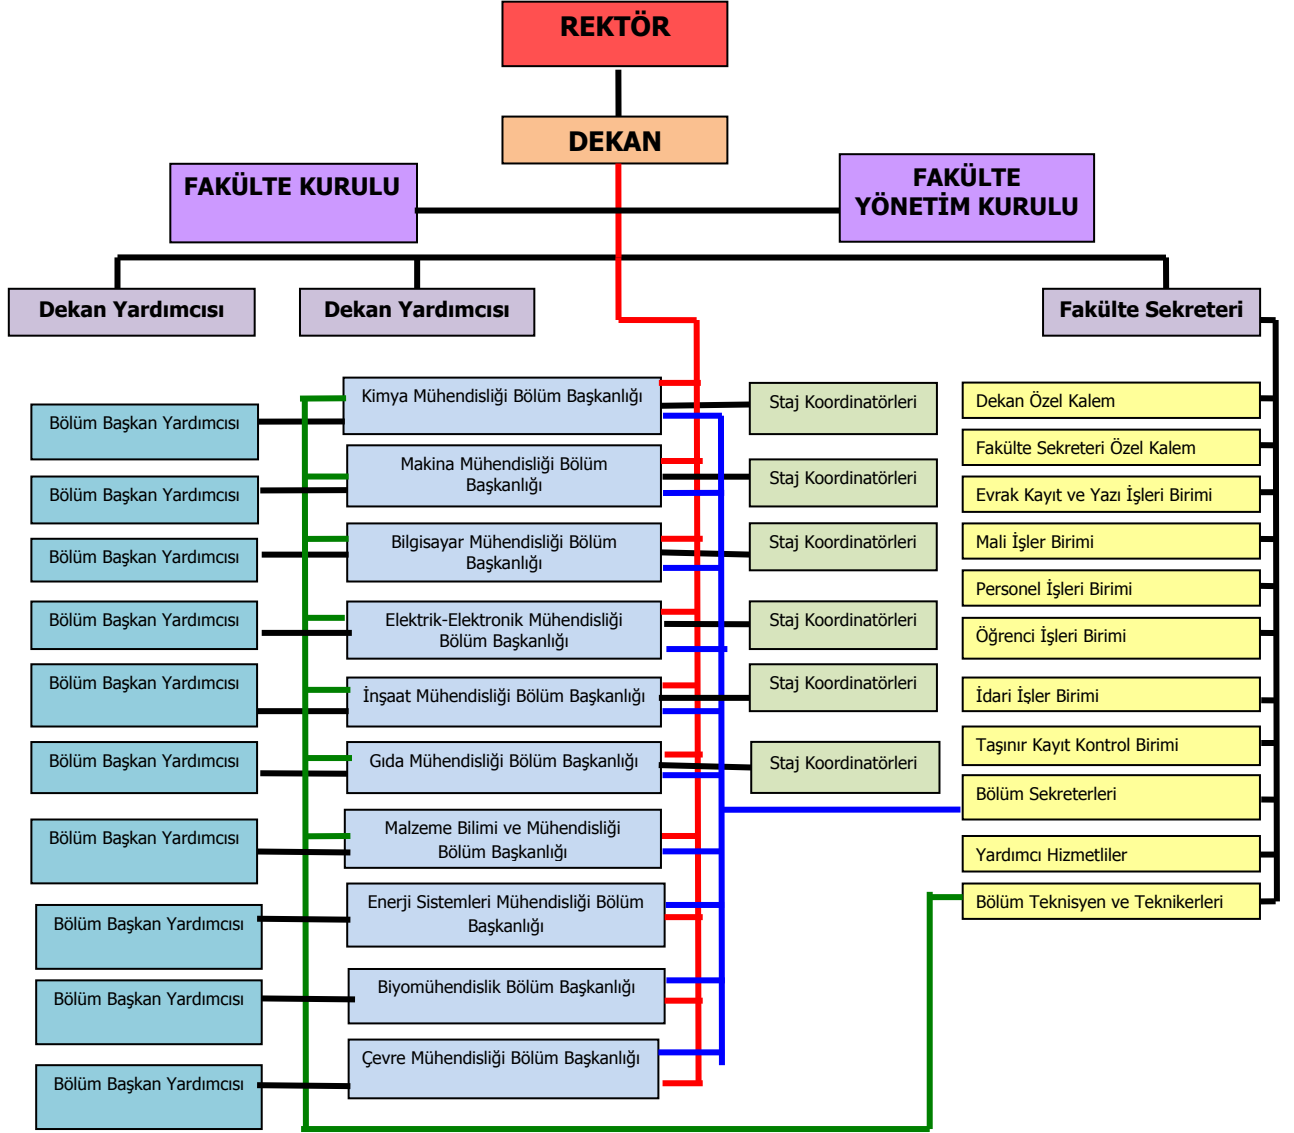 REKTÖR
DEKAN
FAKÜLTE KURULU
FAKÜLTE
YÖNETİM KURULU
Dekan Yardımcısı
Dekan Yardımcısı
Fakülte Sekreteri
Bölüm Başkan Yardımcısı
Kimya Mühendisliği Bölüm Başkanlığı
Staj Koordinatörleri
Dekan Özel Kalem
Fakülte Sekreteri Özel Kalem
Bölüm Başkan Yardımcısı
Makina Mühendisliği Bölüm
Başkanlığı
Staj Koordinatörleri
Evrak Kayıt ve Yazı İşleri Birimi
Bölüm Başkan Yardımcısı
Bilgisayar Mühendisliği Bölüm
Başkanlığı
Staj Koordinatörleri
Mali İşler Birimi
Personel İşleri Birimi
Bölüm Başkan Yardımcısı
Elektrik-Elektronik Mühendisliği
Bölüm Başkanlığı
Staj Koordinatörleri
Öğrenci İşleri Birimi
Bölüm Başkan Yardımcısı
İnşaat Mühendisliği Bölüm Başkanlığı
Staj Koordinatörleri
İdari İşler Birimi
Taşınır Kayıt Kontrol Birimi
Bölüm Başkan Yardımcısı
Gıda Mühendisliği Bölüm Başkanlığı
Staj Koordinatörleri
Bölüm Sekreterleri
Bölüm Başkan Yardımcısı
Malzeme Bilimi ve Mühendisliği
Bölüm Başkanlığı
Yardımcı Hizmetliler
Bölüm Teknisyen ve Teknikerleri
Bölüm Başkan Yardımcısı
Enerji Sistemleri Mühendisliği Bölüm
Başkanlığı
Bölüm Başkan Yardımcısı
Biyomühendislik Bölüm Başkanlığı
Bölüm Başkan Yardımcısı
Çevre Mühendisliği Bölüm Başkanlığı